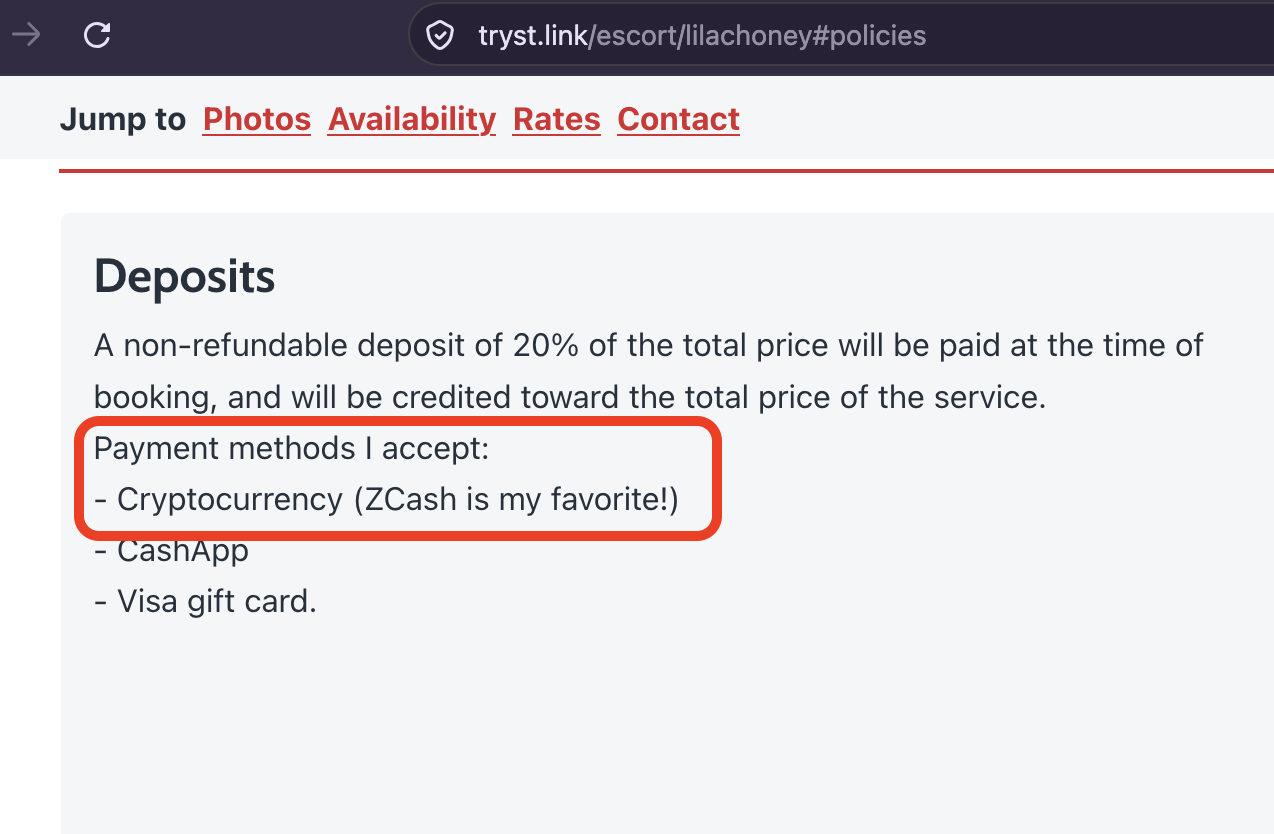 tryst.link/escort/lilachoney#policies
Jump to Photos Availability Rates Contact
Deposits
A non-refundable deposit of 20% of the total price will be paid at the time of
booking, and will be credited toward the total price of the service.
Payment methods I accept:
- Cryptocurrency (ZCash is my favorite!)
- CashApp
- Visa gift card.